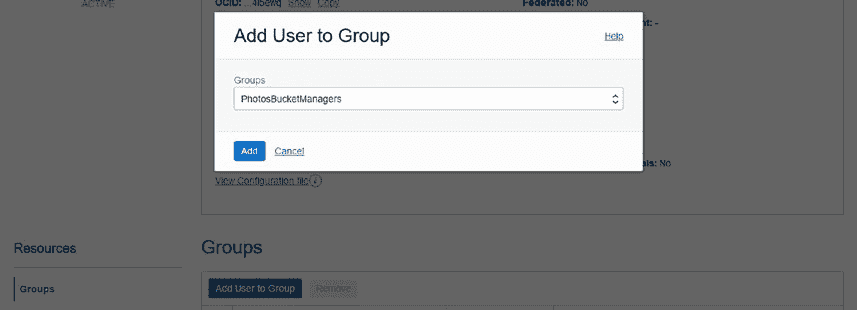 ACTIVE
OCID: ...4l5ewq Show Copy
Federated: No
Add User to Group
Help
Groups
PhotosBucketManagers
Add Cancel
View Configuration file
Resources
Groups
Groups
Add User to Group Remove